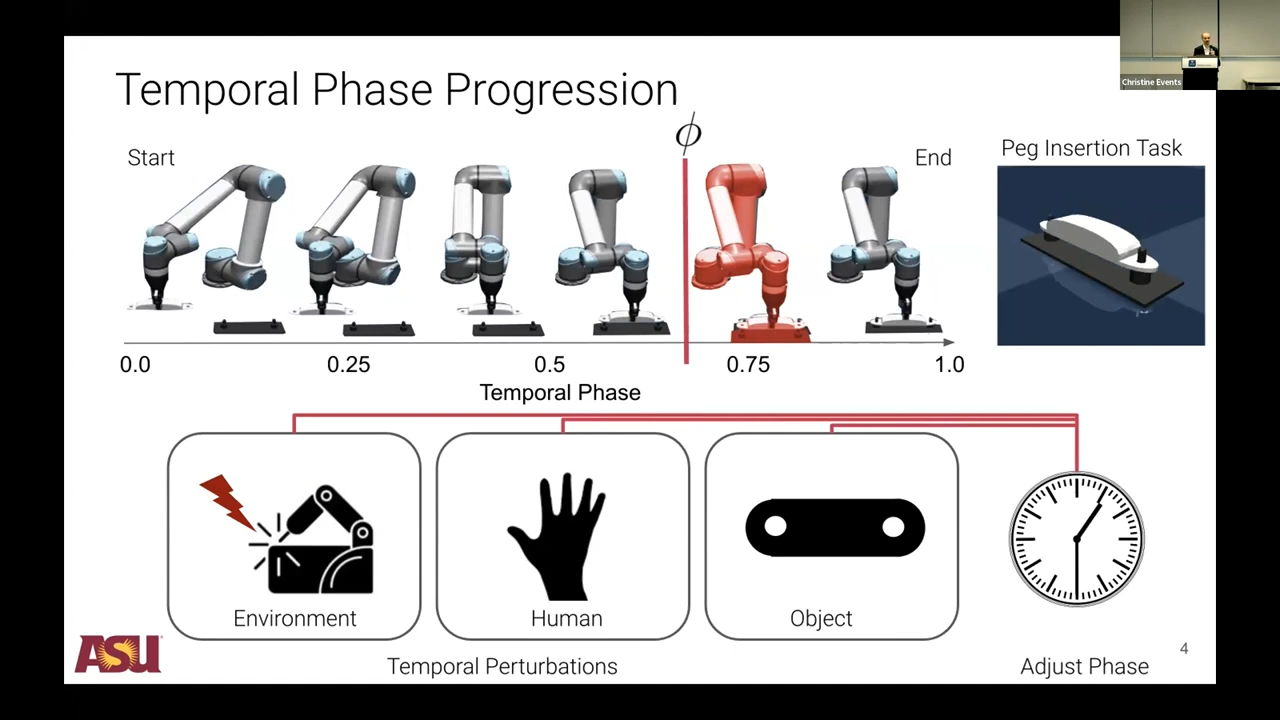 Christine Events
Temporal Phase Progression
ϕ
Start
End
Peg Insertion Task
0.0 0.25 0.5 0.75 1.0
Temporal Phase
Environment
Human
Object
ASU
Temporal Perturbations
Adjust Phase
4